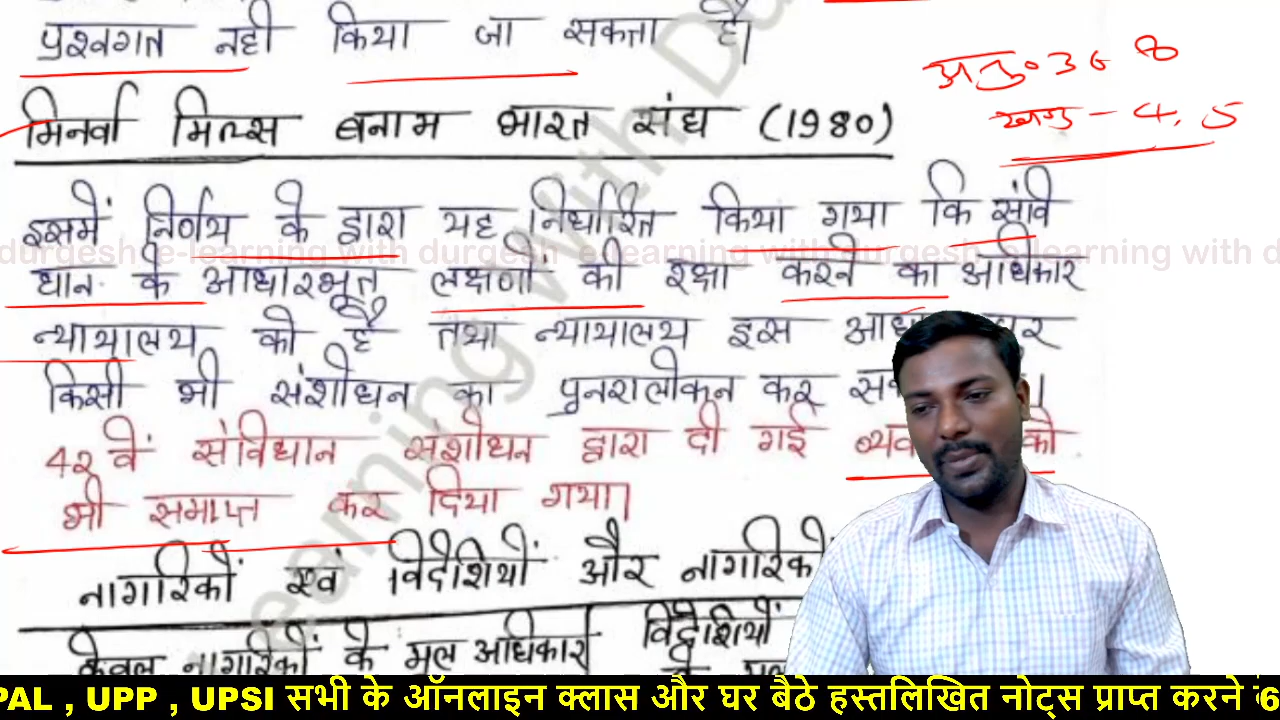 प्रश्नगत नही किया जा सकता है।
अनु० 368
खण्ड - 4, 5
मिनर्वा मिल्स बनाम भारत संघ (1980)
इसमें निर्णय के द्वारा यह निर्धारित किया गया कि संवि
durgesh e-learning with durgesh e-learning with durgesh e-learning with d
धान के आधारभूत लक्षणों की रक्षा करने का अधिकार
न्यायालय को है तथा न्यायालय इस
किसी भी संशोधन का पुनरालोकन कर
42 वें संविधान संशोधन द्वारा दी गई को
भी समाप्त कर दिया गया।
नागरिकों एवं विदेशियों और
केवल नागरिकों के मूल अधिकार विदेशियों
PAL , UPP , UPSI सभी के ऑनलाइन क्लास और घर बैठे हस्तलिखित नोट्स प्राप्त करने